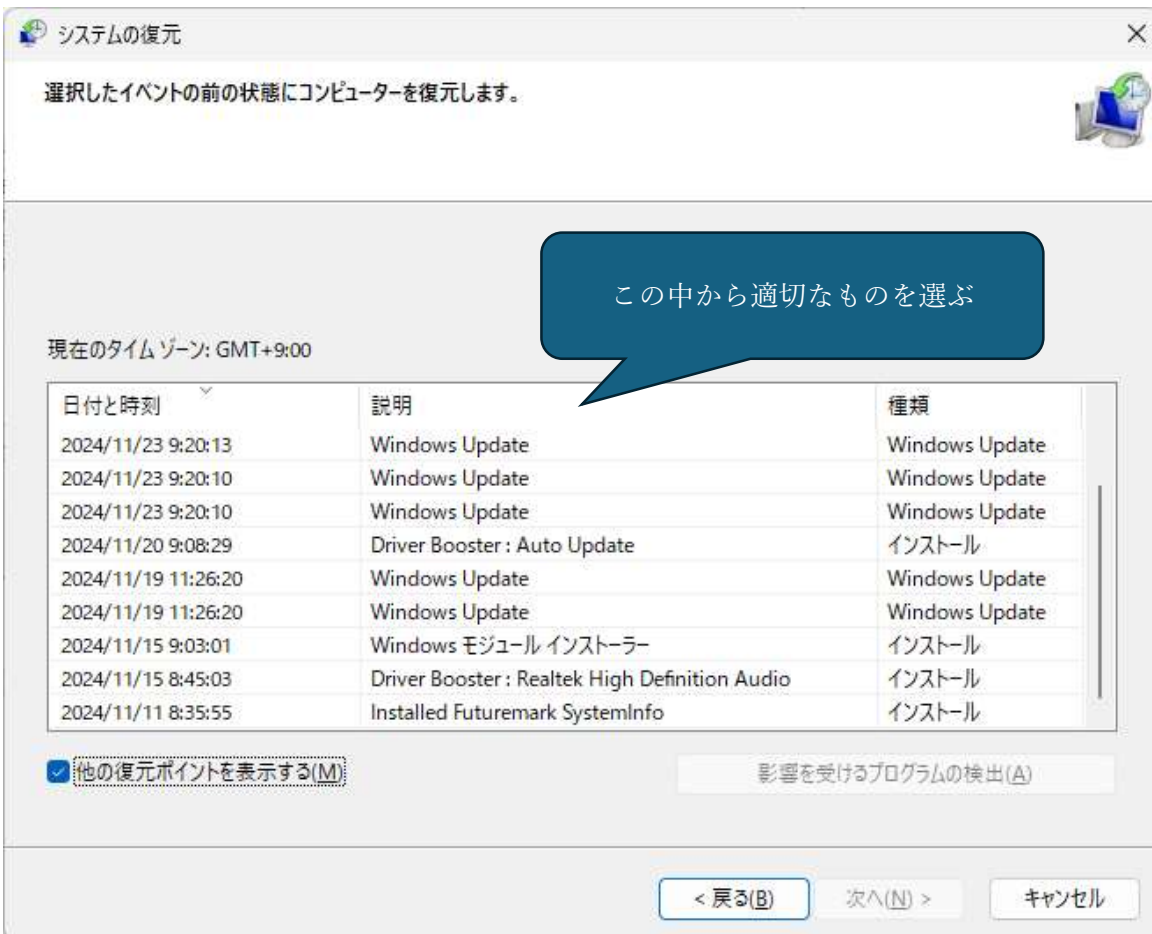 システムの復元
選択したイベントの前の状態にコンピューターを復元します。
この中から適切なものを選ぶ
現在のタイム ゾーン: GMT+9:00
日付と時刻 説明 種類
2024/11/23 9:20:13 Windows Update Windows Update
2024/11/23 9:20:10 Windows Update Windows Update
2024/11/23 9:20:10 Windows Update Windows Update
2024/11/20 9:08:29 Driver Booster : Auto Update インストール
2024/11/19 11:26:20 Windows Update Windows Update
2024/11/19 11:26:20 Windows Update Windows Update
2024/11/15 9:03:01 Windows モジュール インストーラー インストール
2024/11/15 8:45:03 Driver Booster : Realtek High Definition Audio インストール
2024/11/11 8:35:55 Installed Futuremark SystemInfo インストール
他の復元ポイントを表示する(M) 影響を受けるプログラムの検出(A)
< 戻る(B) 次へ(N) > キャンセル